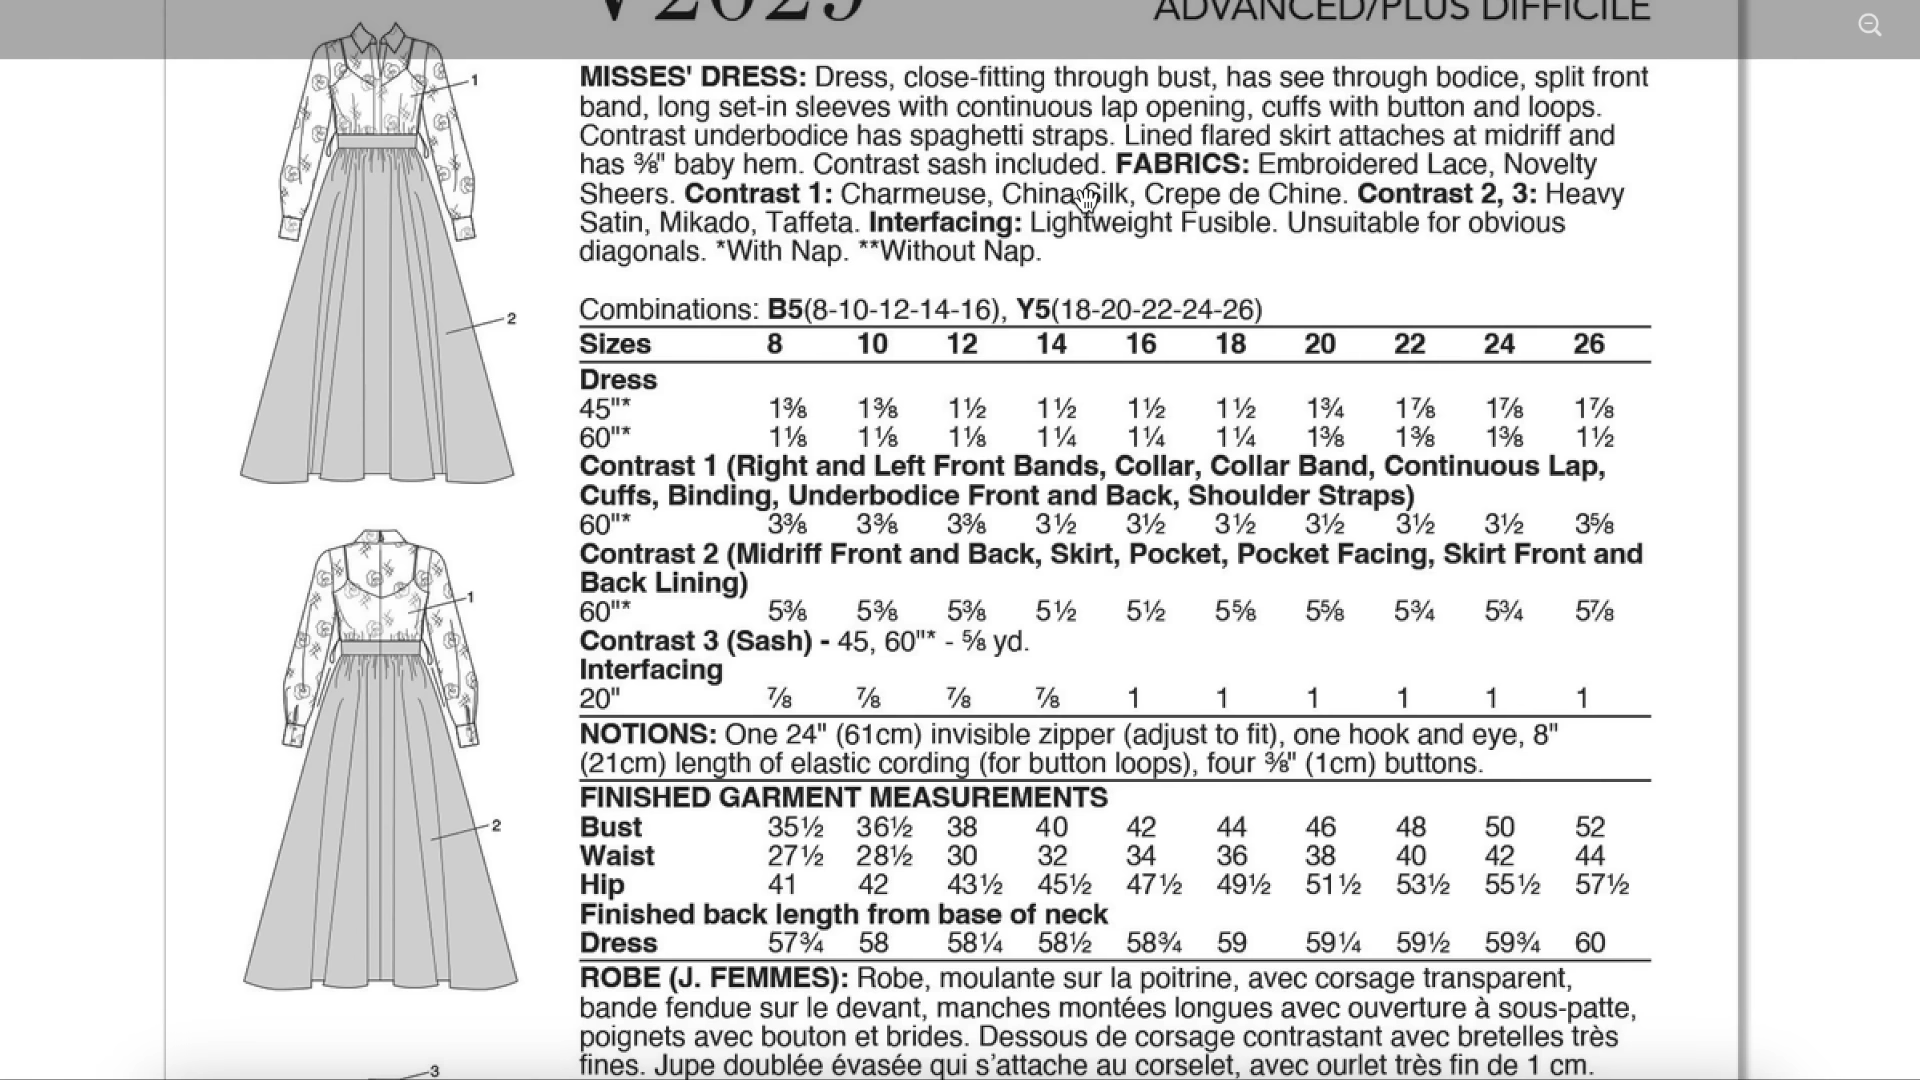 V2025
ADVANCED/PLUS DIFFICILE
MISSES' DRESS: Dress, close-fitting through bust, has see through bodice, split front
band, long set-in sleeves with continuous lap opening, cuffs with button and loops.
Contrast underbodice has spaghetti straps. Lined flared skirt attaches at midriff and
has ⅜" baby hem. Contrast sash included. FABRICS: Embroidered Lace, Novelty
Sheers. Contrast 1: Charmeuse, China Silk, Crepe de Chine. Contrast 2, 3: Heavy
Satin, Mikado, Taffeta. Interfacing: Lightweight Fusible. Unsuitable for obvious
diagonals. *With Nap. **Without Nap.
Combinations: B5(8-10-12-14-16), Y5(18-20-22-24-26)
Sizes 8 10 12 14 16 18 20 22 24 26
Dress
45"* 1⅜ 1⅜ 1½ 1½ 1½ 1½ 1¾ 1⅞ 1⅞ 1⅞
60"* 1⅛ 1⅛ 1⅛ 1¼ 1¼ 1¼ 1⅜ 1⅜ 1⅜ 1½
Contrast 1 (Right and Left Front Bands, Collar, Collar Band, Continuous Lap,
Cuffs, Binding, Underbodice Front and Back, Shoulder Straps)
60"* 3⅜ 3⅜ 3⅜ 3½ 3½ 3½ 3½ 3½ 3½ 3⅝
Contrast 2 (Midriff Front and Back, Skirt, Pocket, Pocket Facing, Skirt Front and
Back Lining)
60"* 5⅜ 5⅜ 5⅜ 5½ 5½ 5⅝ 5⅝ 5¾ 5¾ 5⅞
Contrast 3 (Sash) - 45, 60"* - ⅝ yd.
Interfacing
20" ⅞ ⅞ ⅞ ⅞ 1 1 1 1 1 1
NOTIONS: One 24" (61cm) invisible zipper (adjust to fit), one hook and eye, 8"
(21cm) length of elastic cording (for button loops), four ⅜" (1cm) buttons.
FINISHED GARMENT MEASUREMENTS
Bust 35½ 36½ 38 40 42 44 46 48 50 52
Waist 27½ 28½ 30 32 34 36 38 40 42 44
Hip 41 42 43½ 45½ 47½ 49½ 51½ 53½ 55½ 57½
Finished back length from base of neck
Dress 57¾ 58 58¼ 58½ 58¾ 59 59¼ 59½ 59¾ 60
ROBE (J. FEMMES): Robe, moulante sur la poitrine, avec corsage transparent,
bande fendue sur le devant, manches montées longues avec ouverture à sous-patte,
poignets avec bouton et brides. Dessous de corsage contrastant avec bretelles très
fines. Jupe doublée évasée qui s'attache au corselet, avec ourlet très fin de 1 cm.
1
2
1
2
3